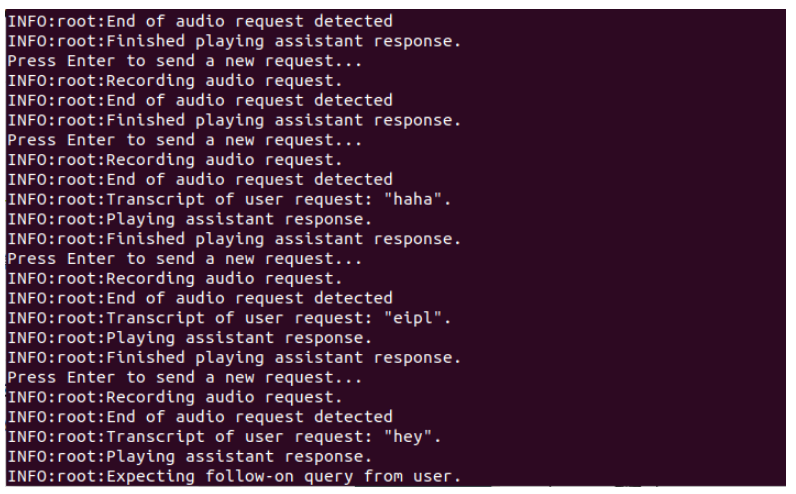 INFO:root:End of audio request detected
INFO:root:Finished playing assistant response.
Press Enter to send a new request...
INFO:root:Recording audio request.
INFO:root:End of audio request detected
INFO:root:Finished playing assistant response.
Press Enter to send a new request...
INFO:root:Recording audio request.
INFO:root:End of audio request detected
INFO:root:Transcript of user request: "haha".
INFO:root:Playing assistant response.
INFO:root:Finished playing assistant response.
Press Enter to send a new request...
INFO:root:Recording audio request.
INFO:root:End of audio request detected
INFO:root:Transcript of user request: "eipl".
INFO:root:Playing assistant response.
INFO:root:Finished playing assistant response.
Press Enter to send a new request...
INFO:root:Recording audio request.
INFO:root:End of audio request detected
INFO:root:Transcript of user request: "hey".
INFO:root:Playing assistant response.
INFO:root:Expecting follow-on query from user.